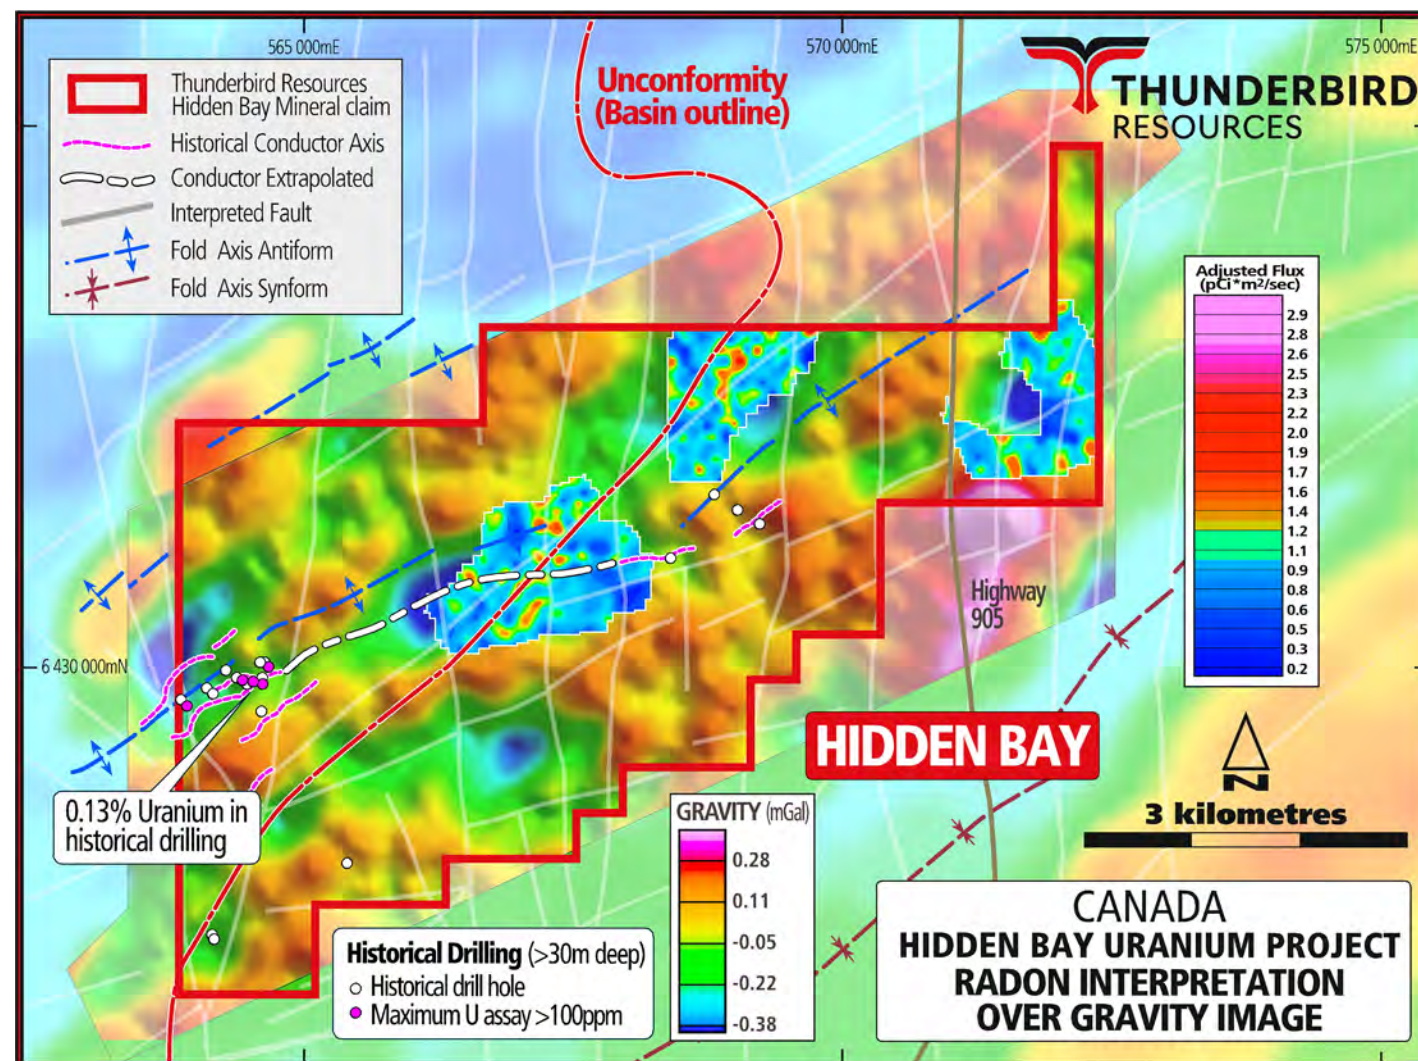 565 000mE
570 000mE
575 000mE
Thunderbird Resources
Hidden Bay Mineral claim
Historical Conductor Axis
Conductor Extrapolated
Interpreted Fault
Fold Axis Antiform
Fold Axis Synform
Unconformity
(Basin outline)
THUNDERBIRD
RESOURCES
Adjusted Flux
(pCi*m²/sec)
2.9
2.8
2.6
2.5
2.3
2.2
2.0
1.9
1.7
1.6
1.4
1.2
1.1
0.9
0.8
0.6
0.5
0.3
0.2
Highway
905
6 430 000mN
HIDDEN BAY
0.13% Uranium in
historical drilling
GRAVITY (mGal)
0.28
0.11
-0.05
-0.22
-0.38
N
3 kilometres
Historical Drilling (>30m deep)
Historical drill hole
Maximum U assay >100ppm
CANADA
HIDDEN BAY URANIUM PROJECT
RADON INTERPRETATION
OVER GRAVITY IMAGE